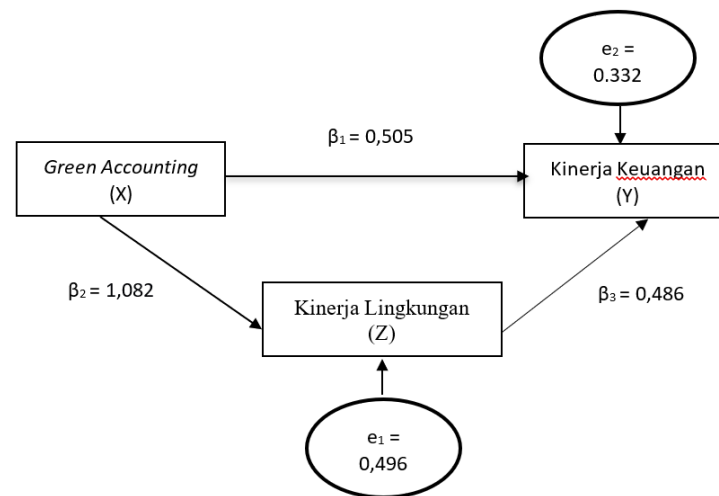 e₂ =
0.332
β₁ = 0,505
Green Accounting
(X)
Kinerja Keuangan
(Y)
β₂ = 1,082
Kinerja Lingkungan
(Z)
β₃ = 0,486
e₁ =
0,496